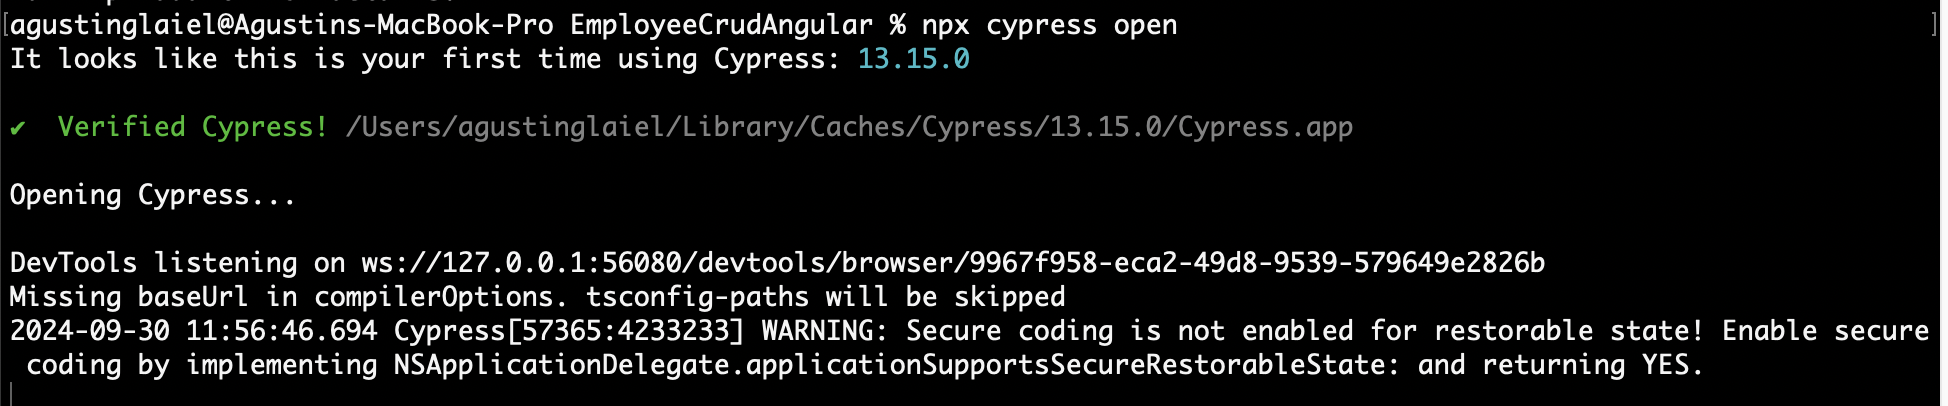 [agustinglaiel@Agustins-MacBook-Pro EmployeeCrudAngular % npx cypress open ]
It looks like this is your first time using Cypress: 13.15.0
✔ Verified Cypress! /Users/agustinglaiel/Library/Caches/Cypress/13.15.0/Cypress.app
Opening Cypress...
DevTools listening on ws://127.0.0.1:56080/devtools/browser/9967f958-eca2-49d8-9539-579649e2826b
Missing baseUrl in compilerOptions. tsconfig-paths will be skipped
2024-09-30 11:56:46.694 Cypress[57365:4233233] WARNING: Secure coding is not enabled for restorable state! Enable secure
coding by implementing NSApplicationDelegate.applicationSupportsSecureRestorableState: and returning YES.